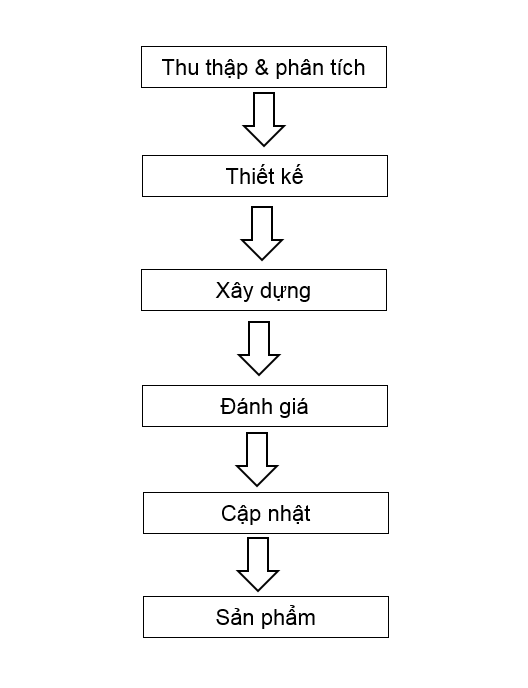 Thu thập & phân tích
Thiết kế
Xây dựng
Đánh giá
Cập nhật
Sản phẩm